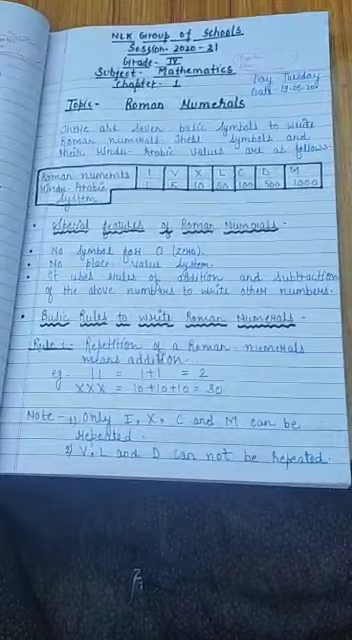 NLK Group of Schools
Session- 2020-21
Grade- IV
Subject- Mathematics
Chapter- 1
Day Tuesday
Date- 19-05-20
Topic- Roman Numerals
There are seven basic symbols to write
Roman numerals. These symbols and
their Hindu-Arabic values are as follows-
Roman numerals I V X L C D M
Hindu-Arabic System 1 5 10 50 100 500 1000
• Special features of Roman Numerals-
• No symbol for 0 (zero).
• No place-value system.
• It uses rules of addition and subtraction
of the above numbers to write other numbers.
• Basic Rules to write Roman Numerals-
Rule 1:- Repetition of a Roman-numerals
means addition.
eg- II = 1+1 = 2
XXX = 10+10+10 = 30
Note- 1) Only I, X, C and M can be
repeated.
2) V, L and D can not be repeated.